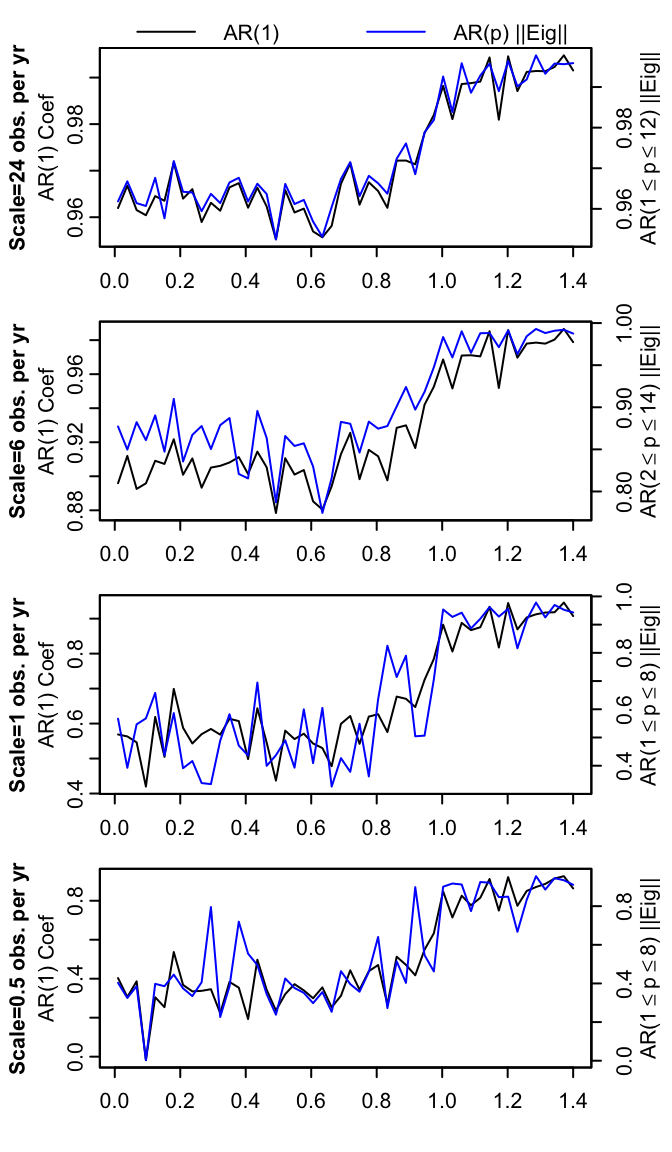 AR(1) AR(p) ||Eig||
Scale=24 obs. per yr
AR(1) Coef
0.96 0.98
0.96 0.98
AR(1 ≤ p ≤ 12) ||Eig||
0.0 0.2 0.4 0.6 0.8 1.0 1.2 1.4
Scale=6 obs. per yr
AR(1) Coef
0.88 0.92 0.96
0.80 0.90 1.00
AR(2 ≤ p ≤ 14) ||Eig||
0.0 0.2 0.4 0.6 0.8 1.0 1.2 1.4
Scale=1 obs. per yr
AR(1) Coef
0.4 0.6 0.8
0.4 0.6 0.8 1.0
AR(1 ≤ p ≤ 8) ||Eig||
0.0 0.2 0.4 0.6 0.8 1.0 1.2 1.4
Scale=0.5 obs. per yr
AR(1) Coef
0.0 0.4 0.8
0.0 0.4 0.8
AR(1 ≤ p ≤ 8) ||Eig||
0.0 0.2 0.4 0.6 0.8 1.0 1.2 1.4